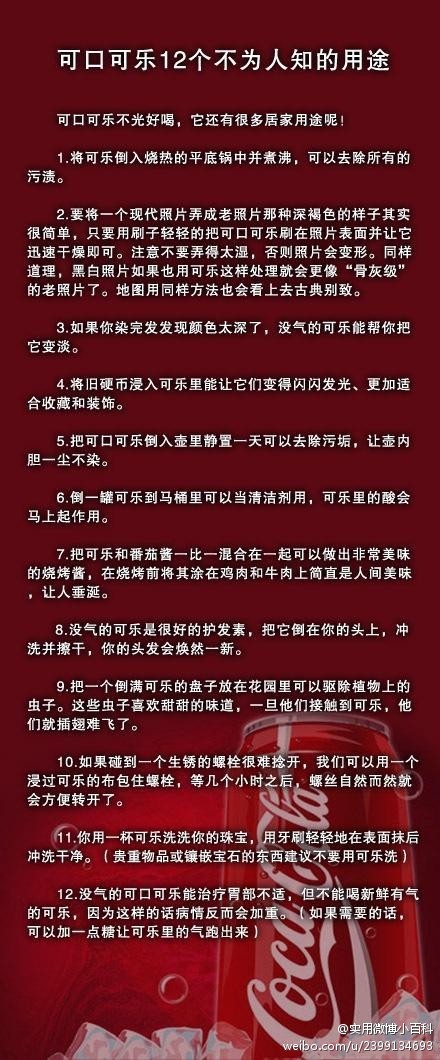 可口可乐12个不为人知的用途
可口可乐不光好喝，它还有很多居家用途呢！
1.将可乐倒入烧热的平底锅中并煮沸，可以去除所有的
污渍。
2.要将一个现代照片弄成老照片那种深褐色的样子其实
很简单，只要用刷子轻轻的把可口可乐刷在照片表面并让它
迅速干燥即可。注意不要弄得太湿，否则照片会变形。同样
道理，黑白照片如果也用可乐这样处理就会更像“骨灰级”
的老照片了。地图用同样方法也会看上去古典别致。
3.如果你染完发发现颜色太深了，没气的可乐能帮你把
它变淡。
4.将旧硬币浸入可乐里能让它们变得闪闪发光、更加适
合收藏和装饰。
5.把可口可乐倒入壶里静置一天可以去除污垢，让壶内
胆一尘不染。
6.倒一罐可乐到马桶里可以当清洁剂用，可乐里的酸会
马上起作用。
7.把可乐和番茄酱一比一混合在一起可以做出非常美味
的烧烤酱，在烧烤前将其涂在鸡肉和牛肉上简直是人间美味
，让人垂涎。
8.没气的可乐是很好的护发素，把它倒在你的头上，冲
洗并擦干，你的头发会焕然一新。
9.把一个倒满可乐的盘子放在花园里可以驱除植物上的
虫子。这些虫子喜欢甜甜的味道，一旦他们接触到可乐，他
们就插翅难飞了。
10.如果碰到一个生锈的螺栓很难捻开，我们可以用一个
浸过可乐的布包住螺栓，等几个小时之后，螺丝自然而然就
会方便转开了。
11.你用一杯可乐洗洗你的珠宝，用牙刷轻轻地在表面抹后
冲洗干净。（贵重物品或镶嵌宝石的东西建议不要用可乐洗）
12.没气的可口可乐能治疗胃部不适，但不能喝新鲜有气
的可乐，因为这样的话病情反而会加重。（如果需要的话，
可以加一点糖让可乐里的气跑出来）
Coca-Cola
@实用微博小百科
weibo.com/u/2399134693